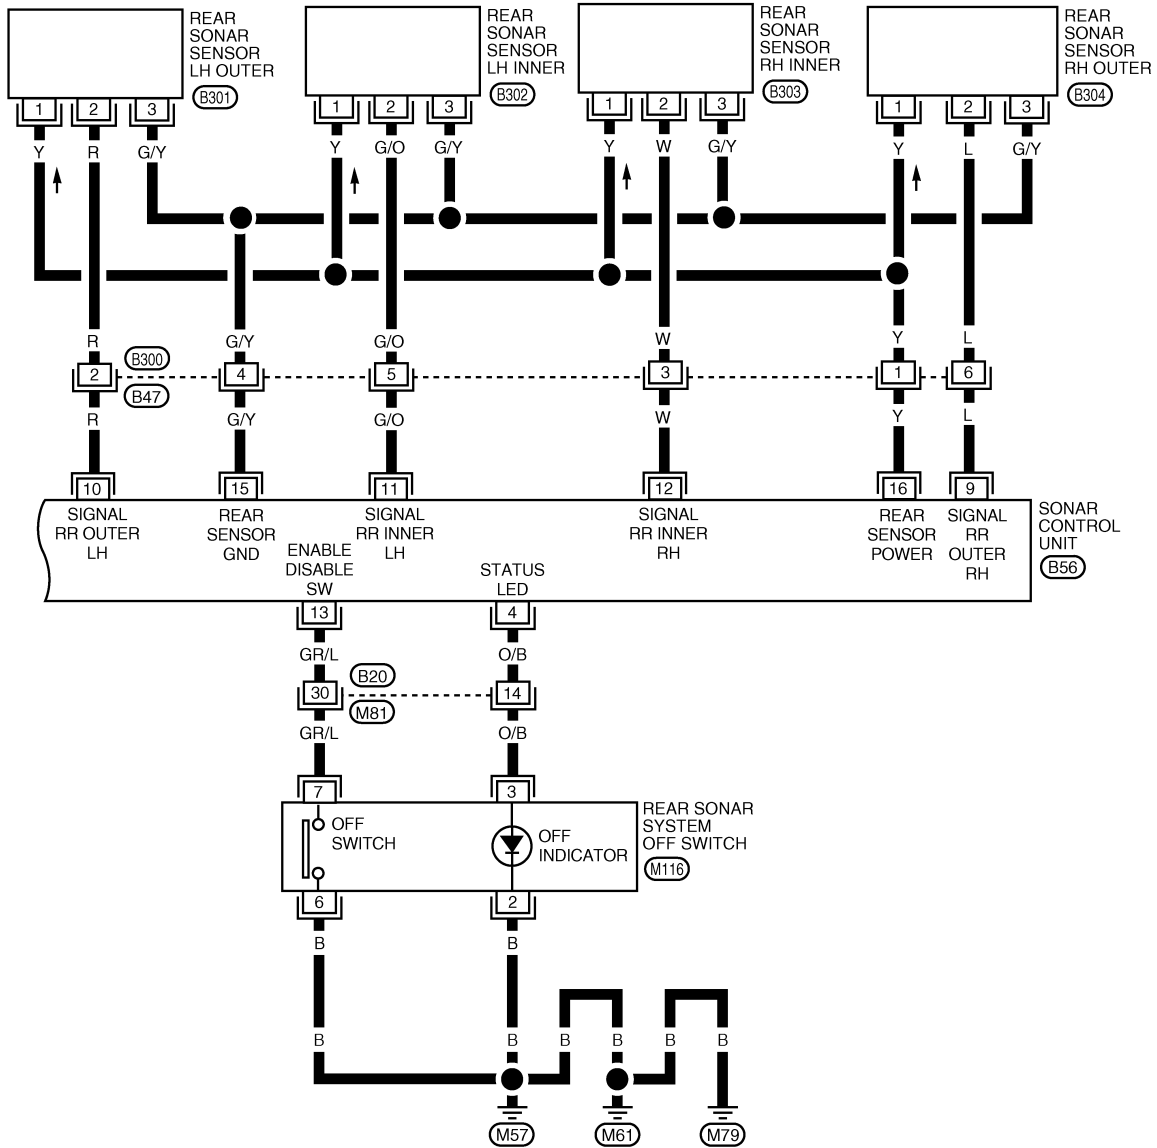 REAR
SONAR
SENSOR
LH OUTER
B301
REAR
SONAR
SENSOR
LH INNER
B302
REAR
SONAR
SENSOR
RH INNER
B303
REAR
SONAR
SENSOR
RH OUTER
B304
1 2 3
1 2 3
1 2 3
1 2 3
Y R G/Y
Y G/O G/Y
Y W G/Y
Y L G/Y
R G/Y G/O W Y L
B300
2 4 5 3 1 6
B47
R G/Y G/O W Y L
10 15 11 12 16 9
SIGNAL
RR OUTER
LH
REAR
SENSOR
GND
SIGNAL
RR INNER
LH
SIGNAL
RR INNER
RH
REAR
SENSOR
POWER
SIGNAL
RR
OUTER
RH
SONAR
CONTROL
UNIT
B56
ENABLE
DISABLE
SW
STATUS
LED
13 4
GR/L O/B
B20
30 14
M81
GR/L O/B
7 3
OFF
SWITCH
OFF
INDICATOR
REAR SONAR
SYSTEM
OFF SWITCH
M116
6 2
B B
B B B B B B
M57 M61 M79